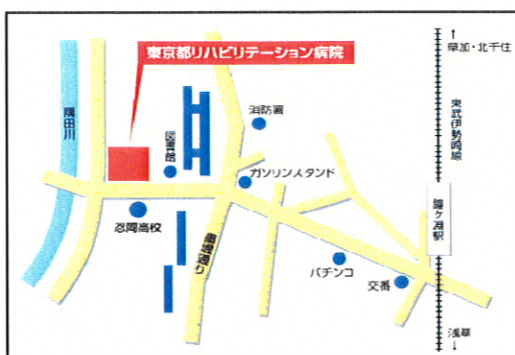 東京都リハビリテーション病院
↑
草加・北千住
東武伊勢崎線
鐘ヶ淵駅
浅草
↓
隅田川
図書館
消防署
ガソリンスタンド
忍岡高校
墨堤通り
パチンコ
交番